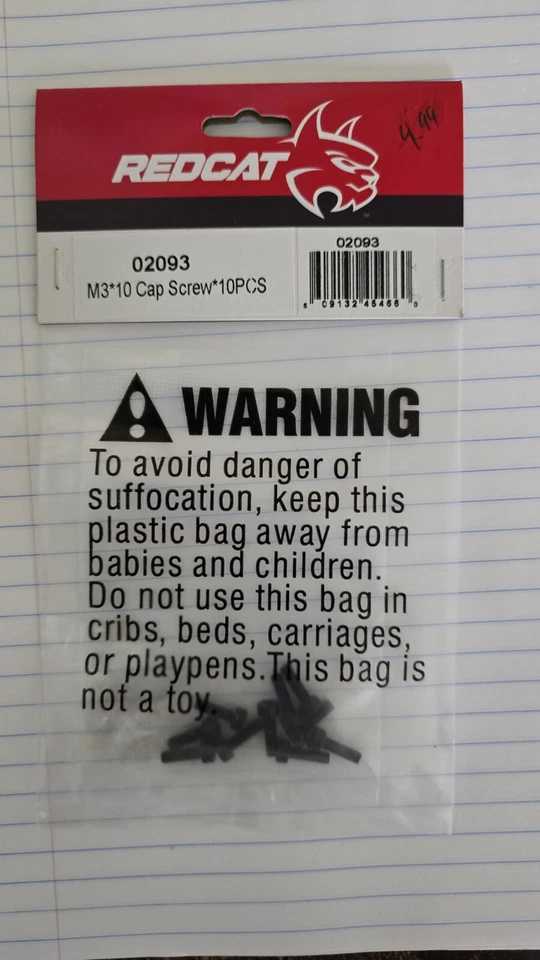 4.99
REDCAT
TM
02093
M3*10 Cap Screw*10PCS
02093
6 09132 45466 0
WARNING
To avoid danger of
suffocation, keep this
plastic bag away from
babies and children.
Do not use this bag in
cribs, beds, carriages,
or playpens.This bag is
not a toy.